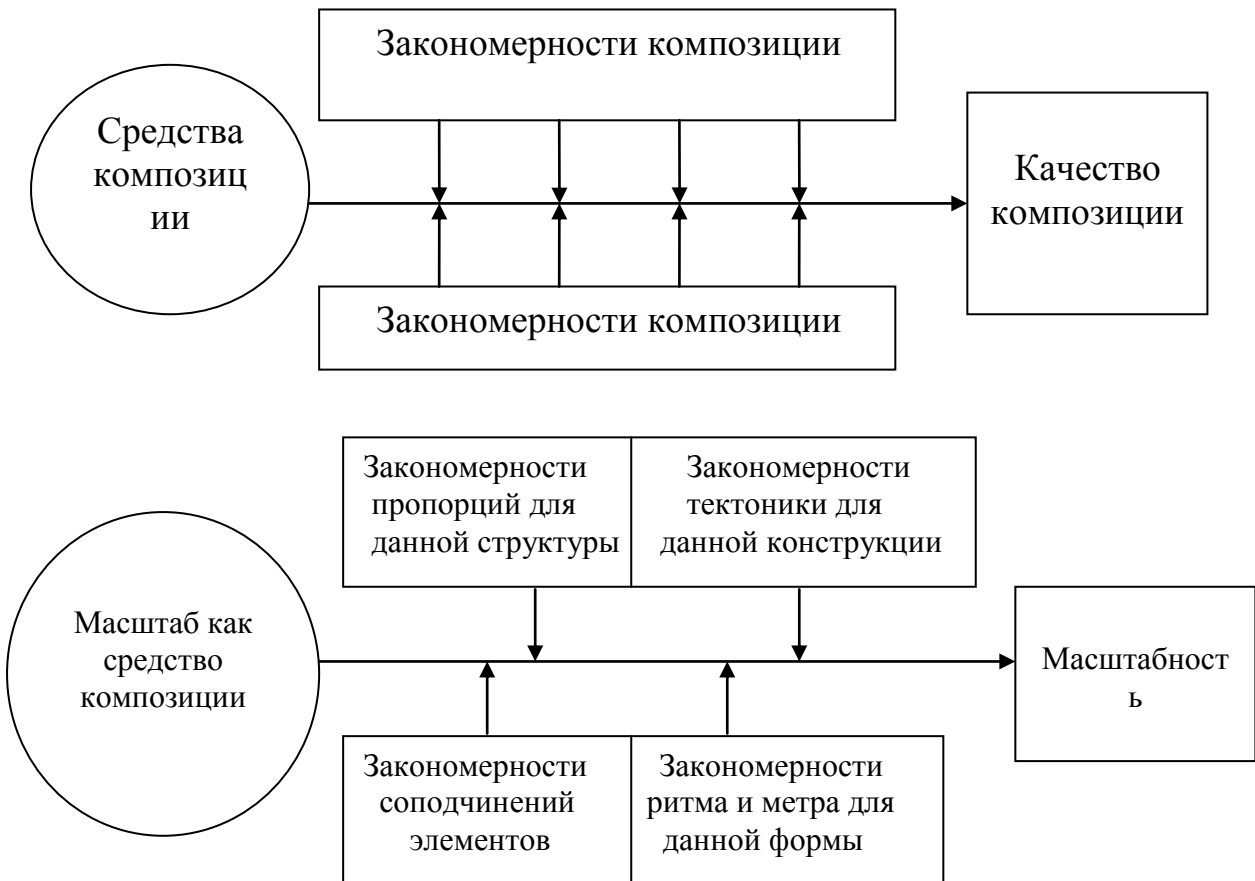 Закономерности композиции
Средства
композиц
ии
Качество
композиции
Закономерности композиции
Закономерности
пропорций для
данной структуры
Закономерности
тектоники для
данной конструкции
Масштаб как
средство
композиции
Масштабност
ь
Закономерности
соподчинений
элементов
Закономерности
ритма и метра для
данной формы